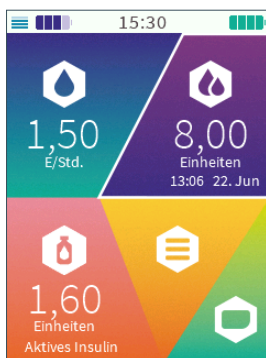 15:30
1,50
E/Std.
8,00
Einheiten
13:06 22. Jun
1,60
Einheiten
Aktives Insulin